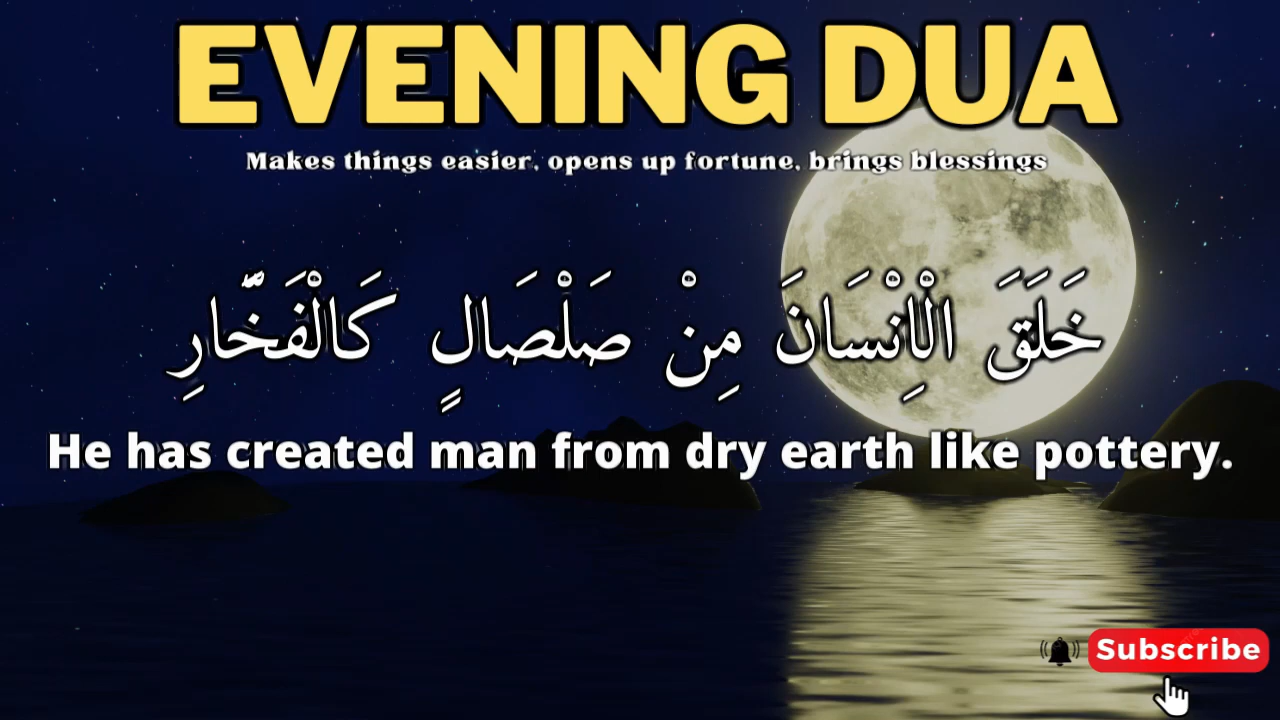 EVENING DUA
Makes things easier, opens up fortune, brings blessings
خَلَقَ الْاِنْسَانَ مِنْ صَلْصَالٍ كَالْفَخَّارِ
He has created man from dry earth like pottery.
Subscribe